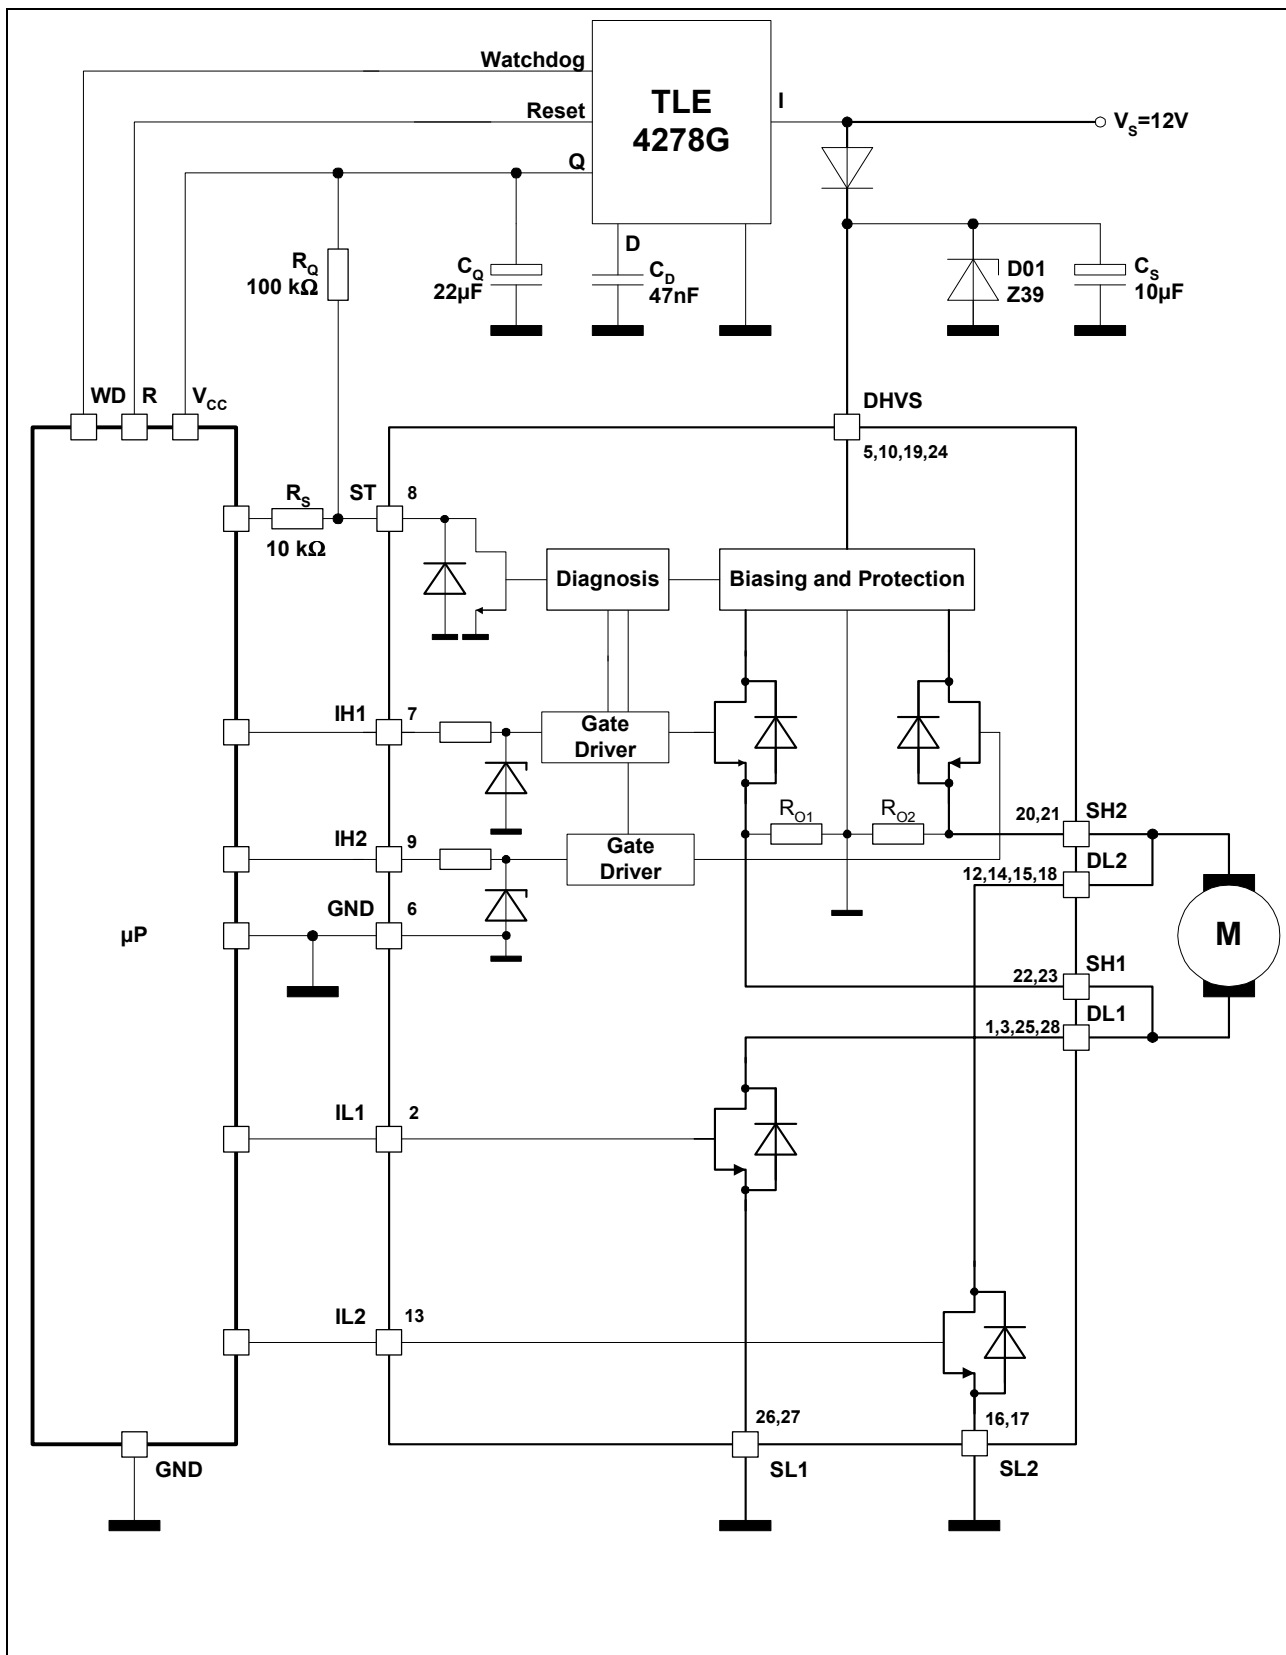 Watchdog
TLE
4278G
I
Reset
V_S=12V
Q
D
R_Q
100 kΩ
C_Q
22µF
C_D
47nF
D01
Z39
C_S
10µF
WD
R
V_CC
DHVS
5,10,19,24
R_S
10 kΩ
ST
8
Diagnosis
Biasing and Protection
IH1
7
Gate
Driver
R_O1
R_O2
20,21
SH2
IH2
9
Gate
Driver
DL2
12,14,15,18
GND
6
µP
M
SH1
22,23
DL1
1,3,25,28
IL1
2
IL2
13
26,27
16,17
GND
SL1
SL2